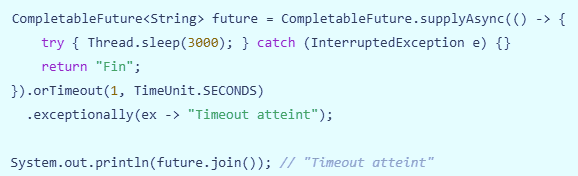 CompletableFuture<String> future = CompletableFuture.supplyAsync(() -> {
    try { Thread.sleep(3000); } catch (InterruptedException e) {}
    return "Fin";
}).orTimeout(1, TimeUnit.SECONDS)
  .exceptionally(ex -> "Timeout atteint");

System.out.println(future.join()); // "Timeout atteint"